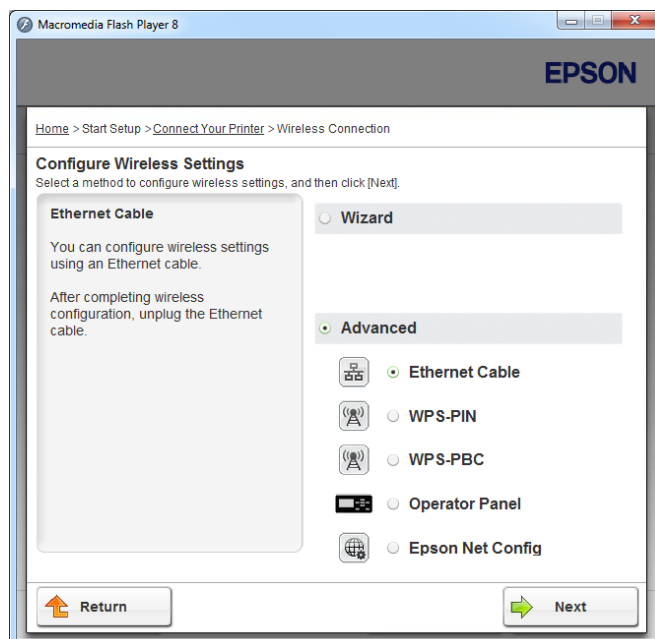 Macromedia Flash Player 8
EPSON
Home > Start Setup >Connect Your Printer > Wireless Connection
Configure Wireless Settings
Select a method to configure wireless settings, and then click [Next].
Ethernet Cable
You can configure wireless settings
using an Ethernet cable.
After completing wireless
configuration, unplug the Ethernet
cable.
Wizard
Advanced
Ethernet Cable
WPS-PIN
WPS-PBC
Operator Panel
Epson Net Config
Return
Next